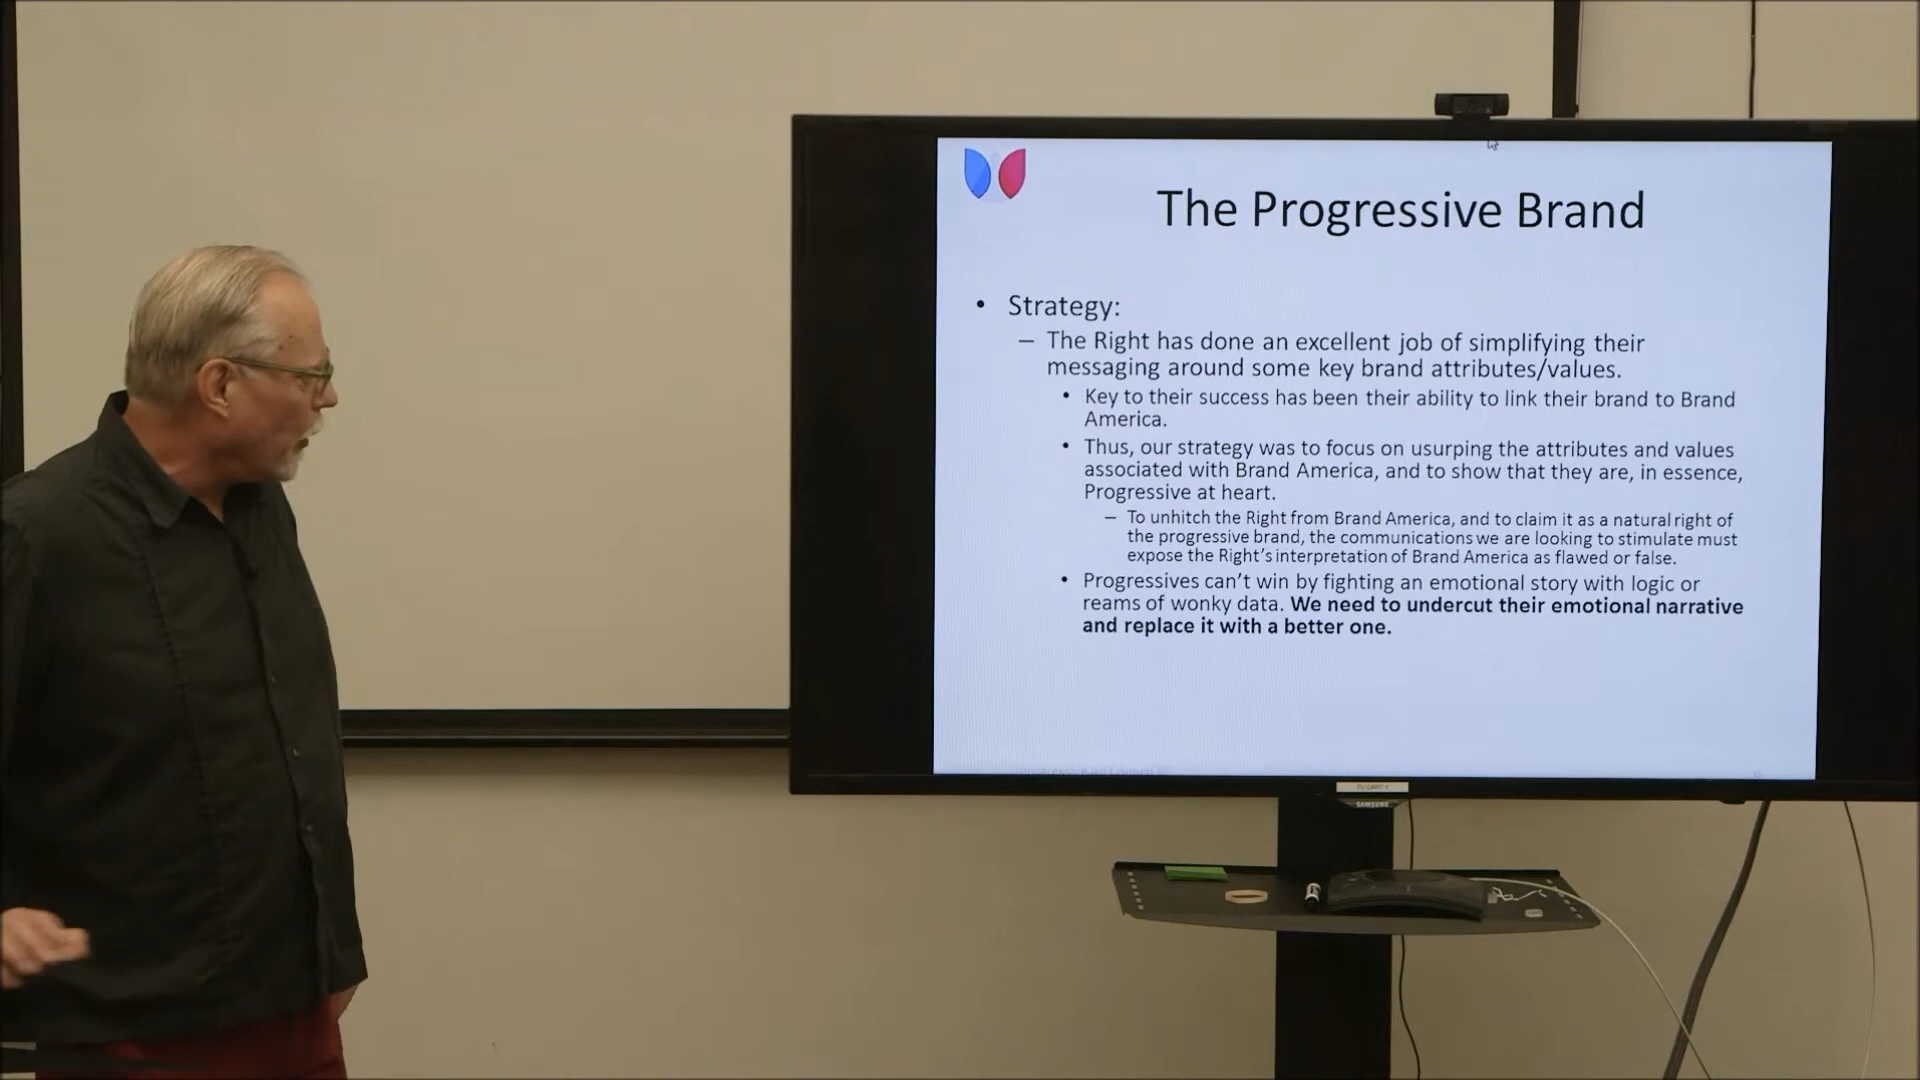 The Progressive Brand
• Strategy:
– The Right has done an excellent job of simplifying their
messaging around some key brand attributes/values.
• Key to their success has been their ability to link their brand to Brand
America.
• Thus, our strategy was to focus on usurping the attributes and values
associated with Brand America, and to show that they are, in essence,
Progressive at heart.
– To unhitch the Right from Brand America, and to claim it as a natural right of
the progressive brand, the communications we are looking to stimulate must
expose the Right's interpretation of Brand America as flawed or false.
• Progressives can't win by fighting an emotional story with logic or
reams of wonky data. We need to undercut their emotional narrative
and replace it with a better one.
SAMSUNG